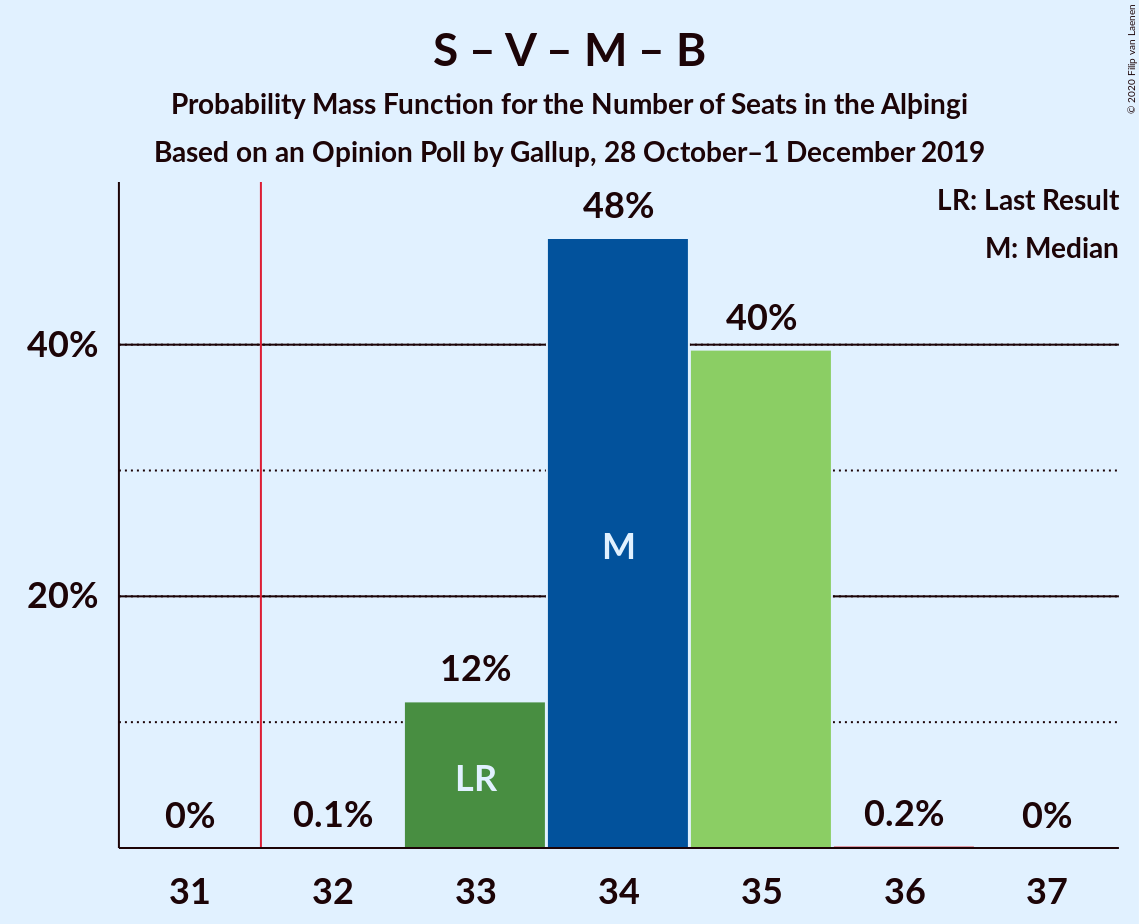 S – V – M – B
Probability Mass Function for the Number of Seats in the Alþingi
Based on an Opinion Poll by Gallup, 28 October–1 December 2019
© 2020 Filip van Laenen
LR: Last Result
M: Median
48%
40%
40%
M
20%
12%
LR
0%
0.1%
0.2%
0%
31
32
33
34
35
36
37